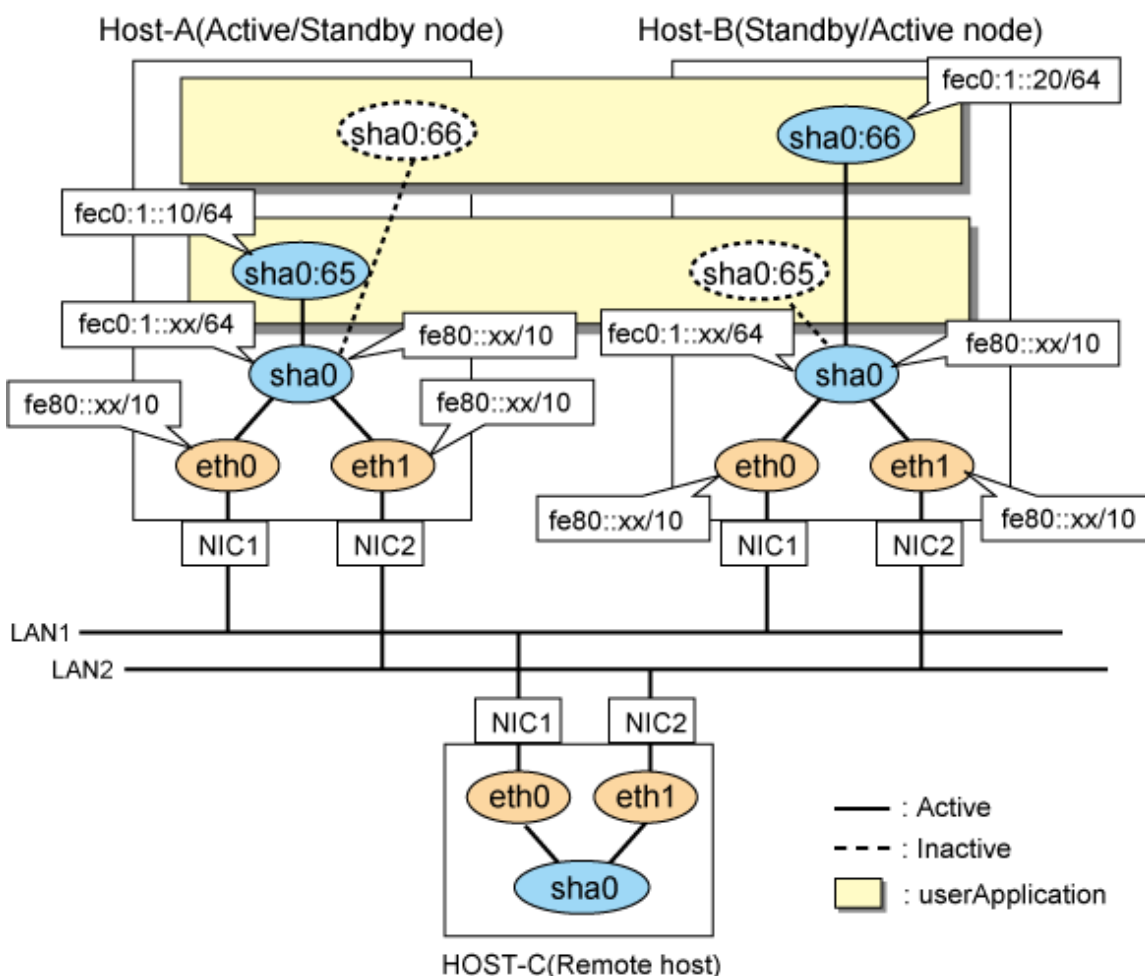 Host-A(Active/Standby node)
Host-B(Standby/Active node)
fec0:1::20/64
sha0:66
sha0:66
fec0:1::10/64
sha0:65
sha0:65
fec0:1::xx/64
fe80::xx/10
fec0:1::xx/64
fe80::xx/10
sha0
sha0
fe80::xx/10
fe80::xx/10
eth0
eth1
eth0
eth1
fe80::xx/10
fe80::xx/10
NIC1
NIC2
NIC1
NIC2
LAN1
LAN2
NIC1
NIC2
eth0
eth1
sha0
: Active
: Inactive
: userApplication
HOST-C(Remote host)